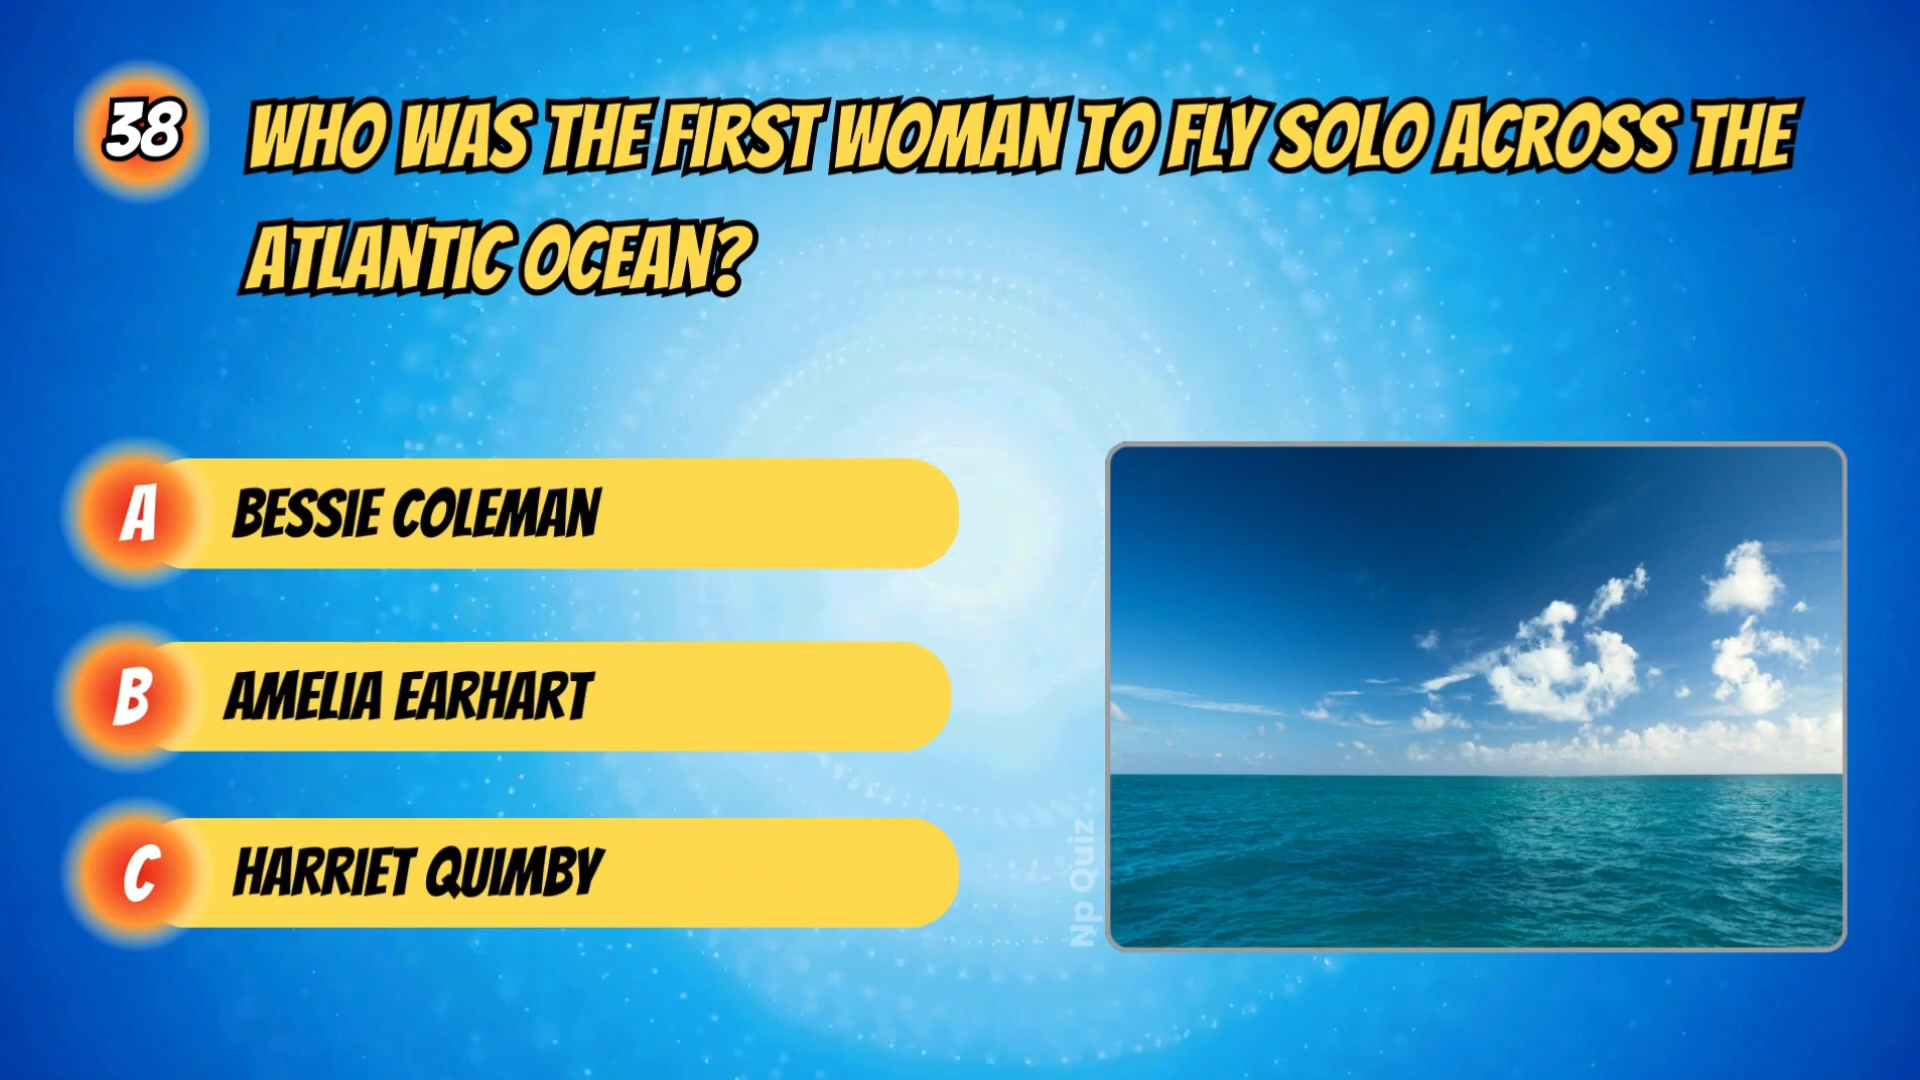 38
WHO WAS THE FIRST WOMAN TO FLY SOLO ACROSS THE
ATLANTIC OCEAN?
A BESSIE COLEMAN
B AMELIA EARHART
C HARRIET QUIMBY
Np Quiz